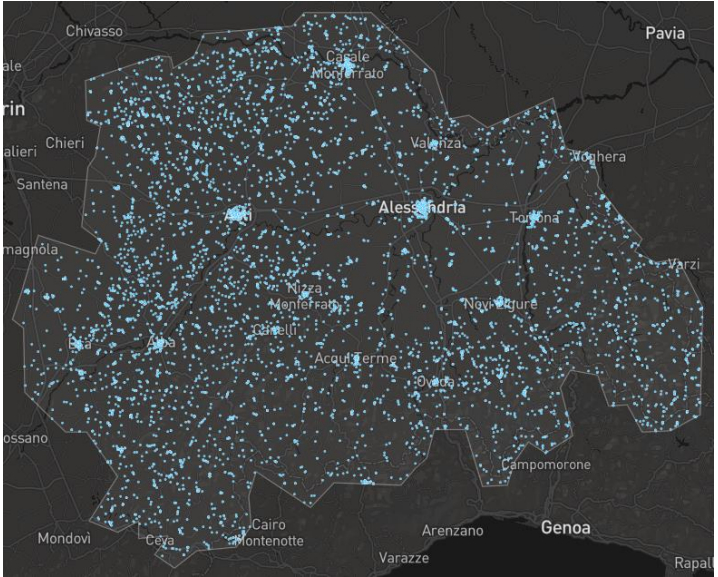 Chivasso
Pavia
ale
Casale
Monferrato
rin
Chieri
alieri
Valenza
Voghera
Santena
Asti
Alessandria
Tortona
magnola
Varzi
Nizza
Monferrato
Novi Ligure
Canelli
Bra
Alba
Acqui Terme
Ovada
ossano
Campomorone
Mondovì
Ceva
Cairo
Montenotte
Arenzano
Genoa
Varazze
Rapall